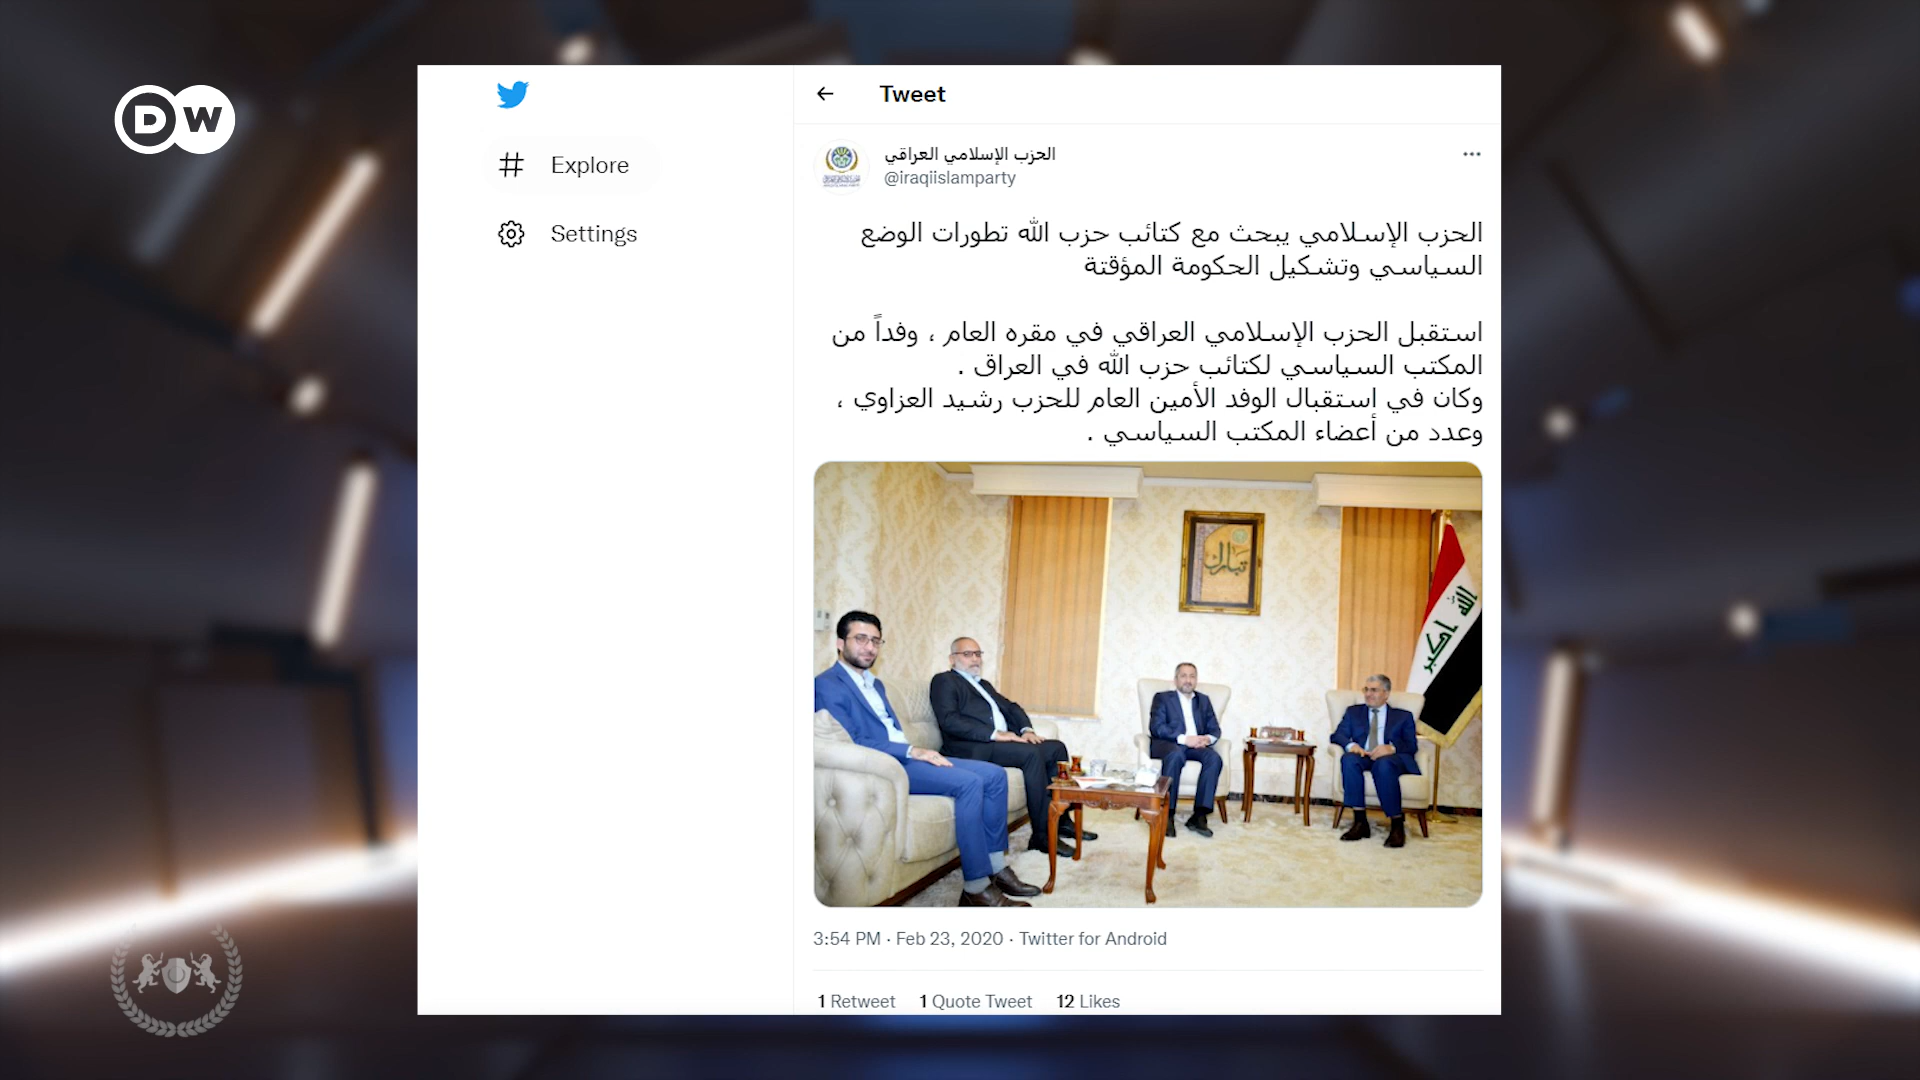 DW
Explore
Settings
Tweet
الحزب الإسلامي العراقي
@iraqiislamparty
الحزب الإسلامي يبحث مع كتائب حزب الله تطورات الوضع
السياسي وتشكيل الحكومة المؤقتة
استقبل الحزب الإسلامي العراقي في مقره العام ، وفداً من
المكتب السياسي لكتائب حزب الله في العراق .
وكان في استقبال الوفد الأمين العام للحزب رشيد العزاوي ،
وعدد من أعضاء المكتب السياسي .
تبارك
الله اكبر
3:54 PM · Feb 23, 2020 · Twitter for Android
1 Retweet 1 Quote Tweet 12 Likes